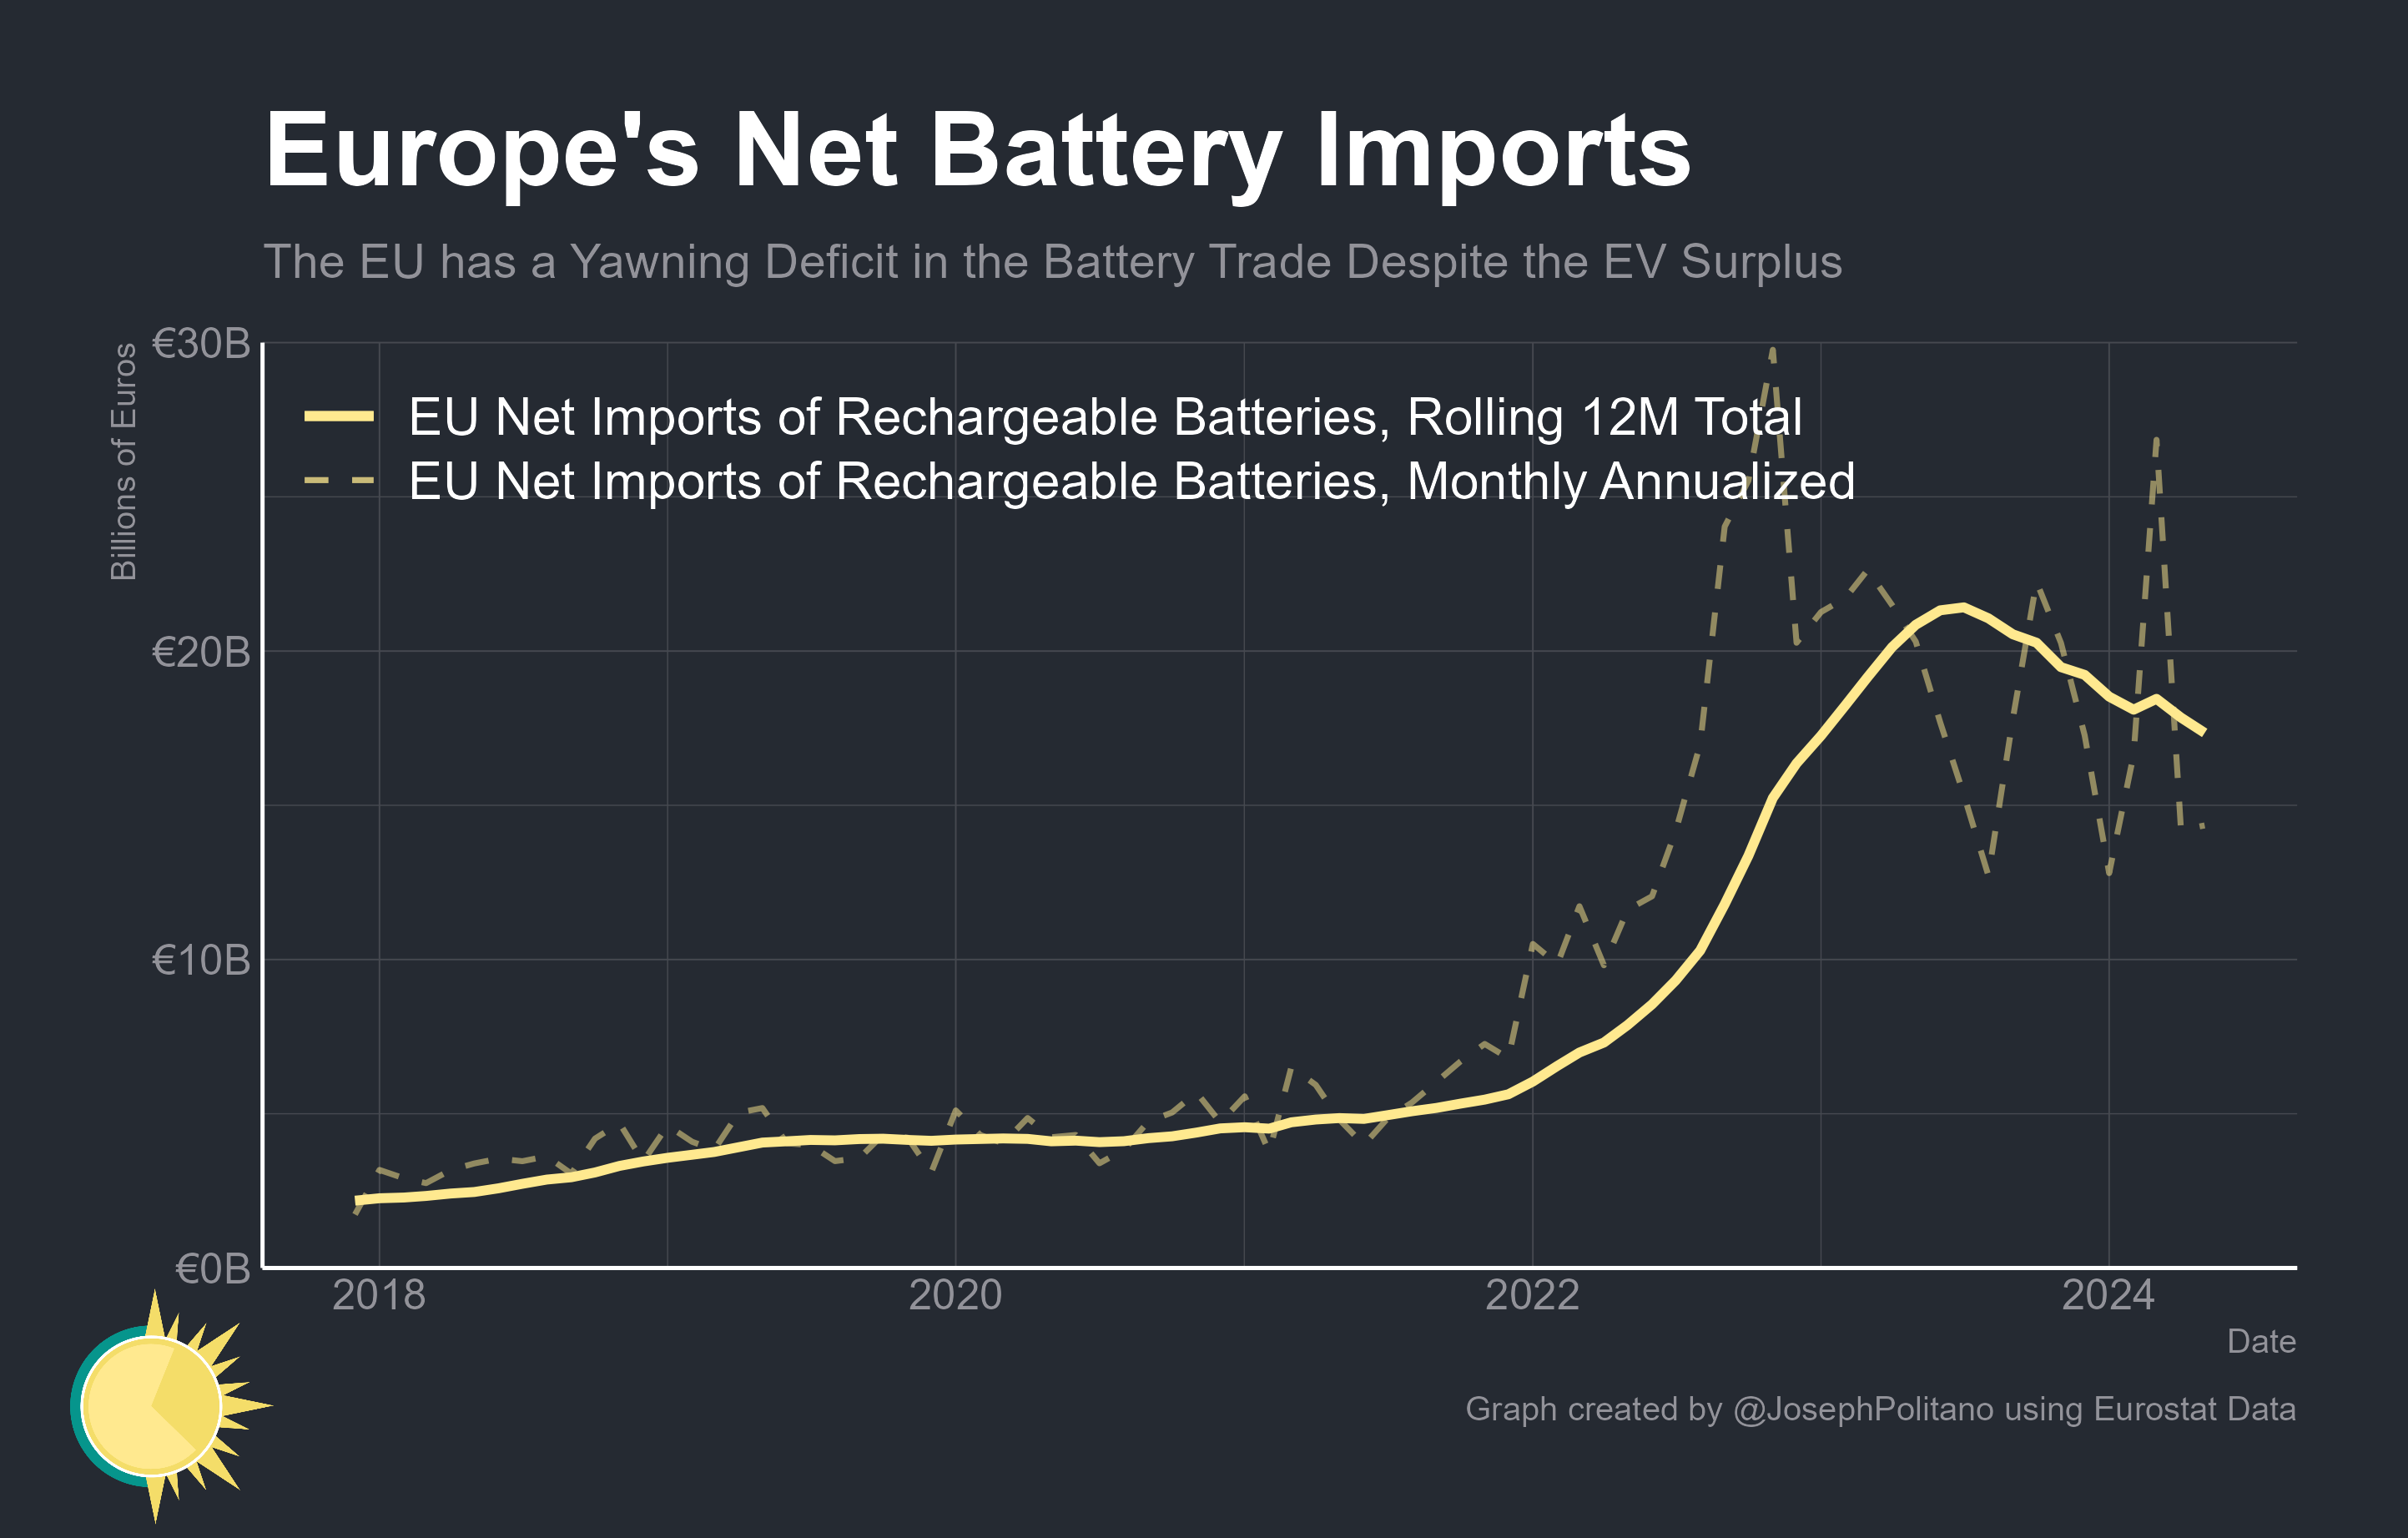 Europe's Net Battery Imports
The EU has a Yawning Deficit in the Battery Trade Despite the EV Surplus
Billions of Euros
€30B
€20B
€10B
€0B
EU Net Imports of Rechargeable Batteries, Rolling 12M Total
EU Net Imports of Rechargeable Batteries, Monthly Annualized
2018
2020
2022
2024
Date
Graph created by @JosephPolitano using Eurostat Data